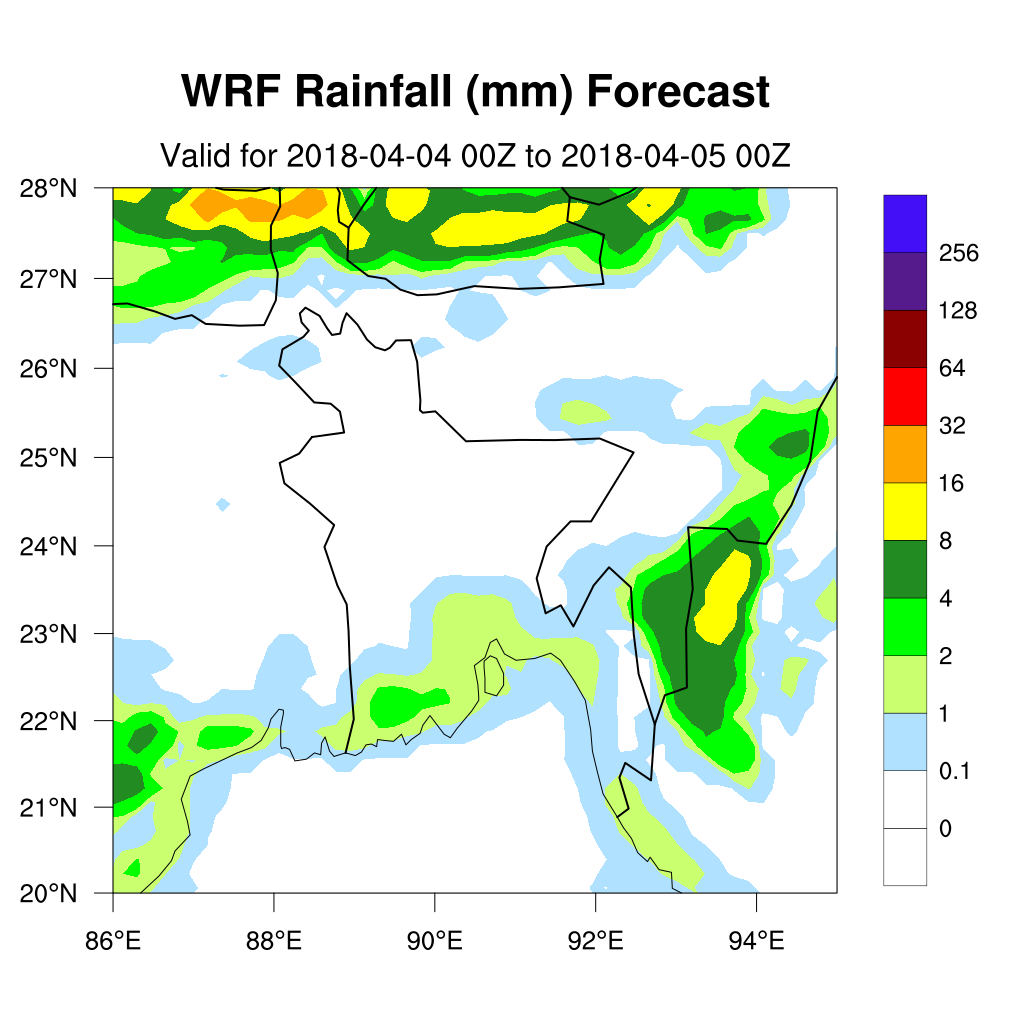 WRF Rainfall (mm) Forecast
Valid for 2018-04-04 00Z to 2018-04-05 00Z
28°N
27°N
26°N
25°N
24°N
23°N
22°N
21°N
20°N
86°E
88°E
90°E
92°E
94°E
256
128
64
32
16
8
4
2
1
0.1
0